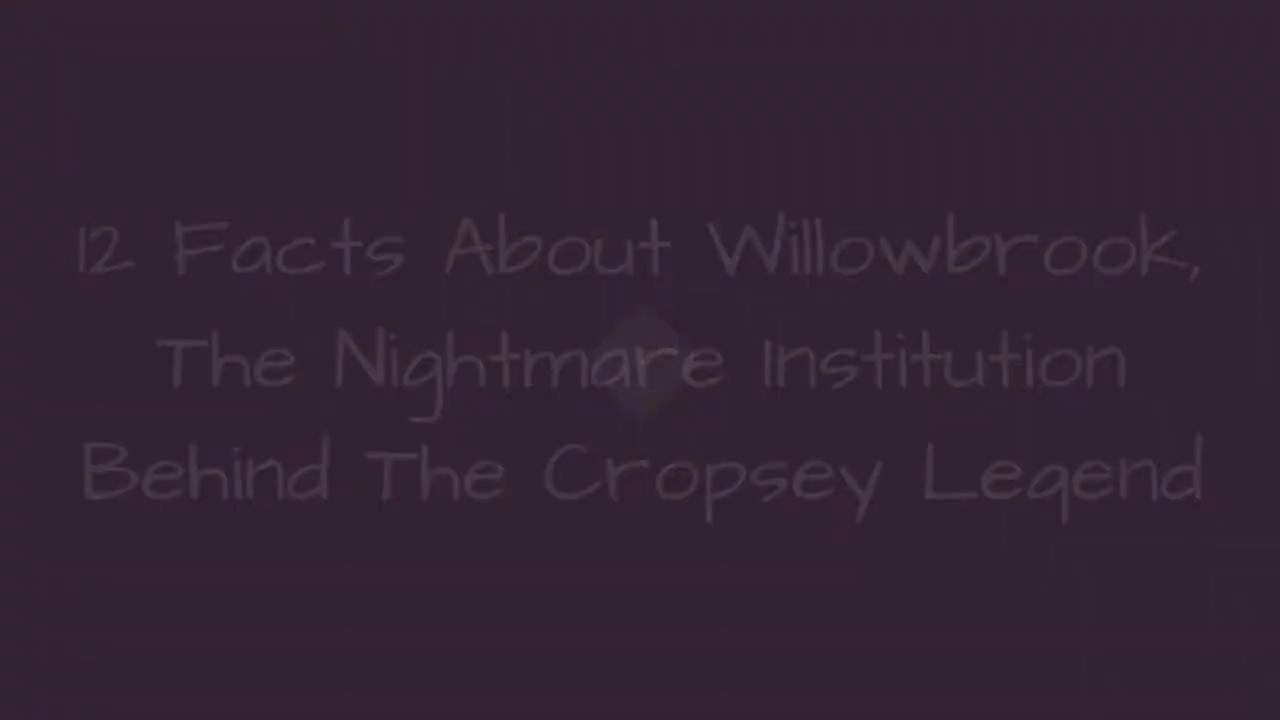 12 Facts About Willowbrook,
The Nightmare Institution
Behind The Cropsey Legend